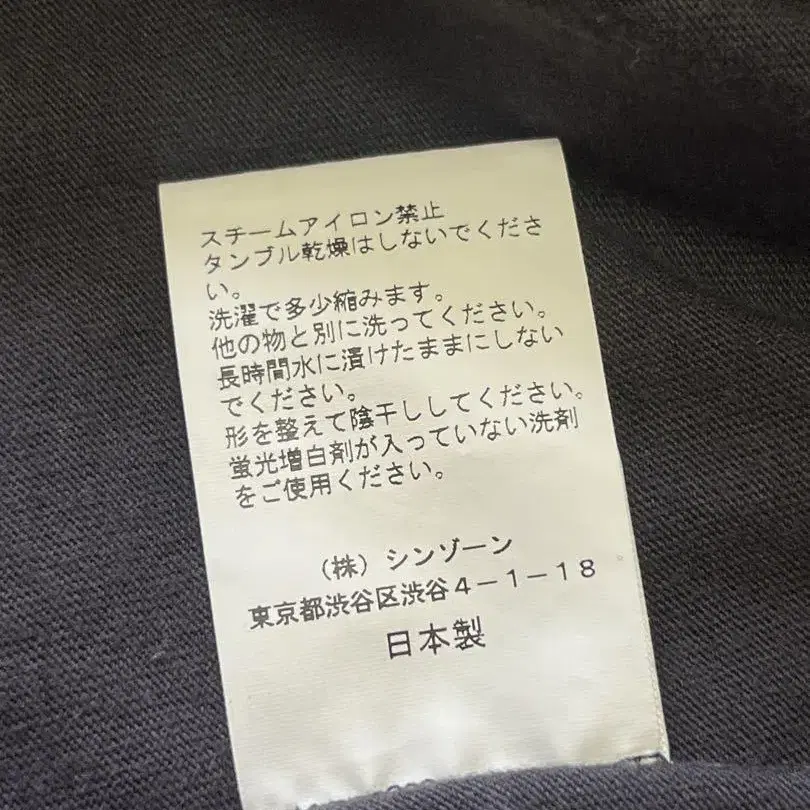 スチームアイロン禁止
タンブル乾燥はしないでくださ
い。
洗濯で多少縮みます。
他の物と別に洗ってください。
長時間水に漬けたままにしない
でください。
形を整えて陰干ししてください。
蛍光増白剤が入っていない洗剤
をご使用ください。
（株）シンゾーン
東京都渋谷区渋谷４－１－１８
日本製